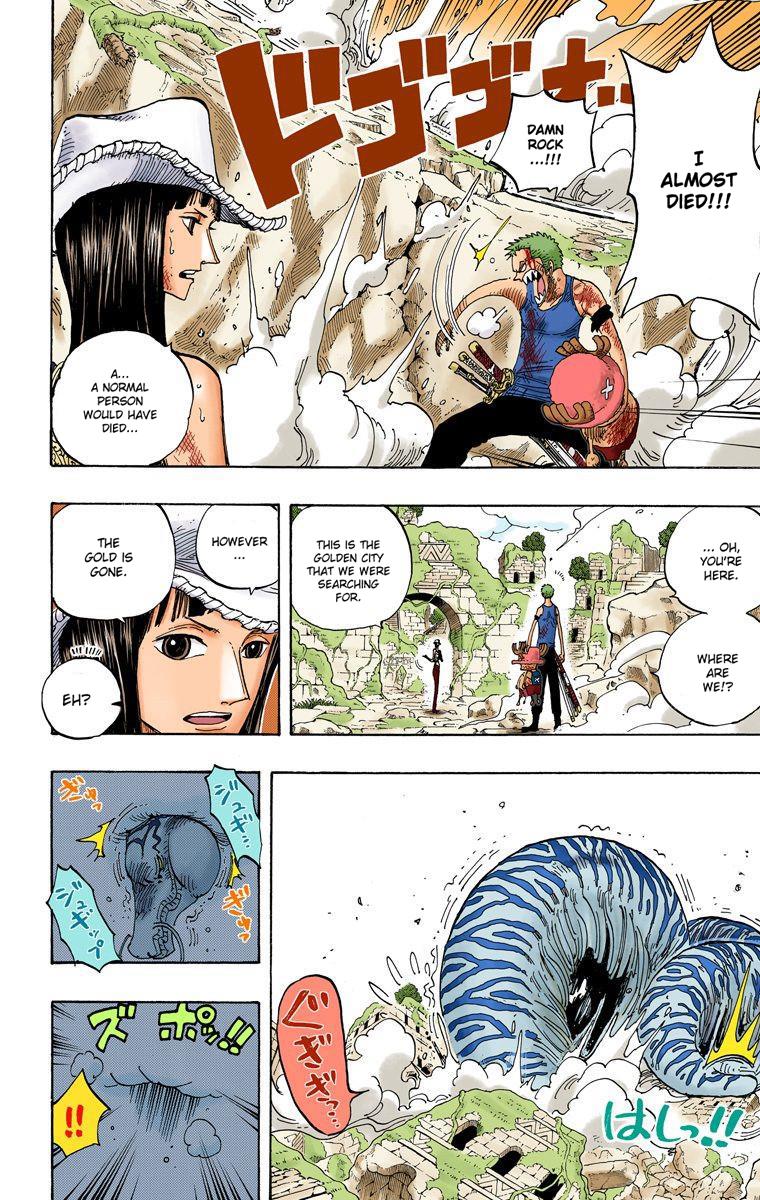 I
ALMOST
DIED!!!
DAMN
ROCK
...!!!
ドゴゴォ...
A...
A NORMAL
PERSON
WOULD HAVE
DIED...
... OH,
YOU'RE
HERE.
WHERE
ARE
WE!?
THIS IS THE
GOLDEN CITY
THAT WE WERE
SEARCHING
FOR.
HOWEVER
...
THE
GOLD IS
GONE.
EH?
ぐぎぎっ...
はしっ!!
ジュギ...
ぎゅっ
ジュギッブ
ぎゅっ
ズポッ!!
!!